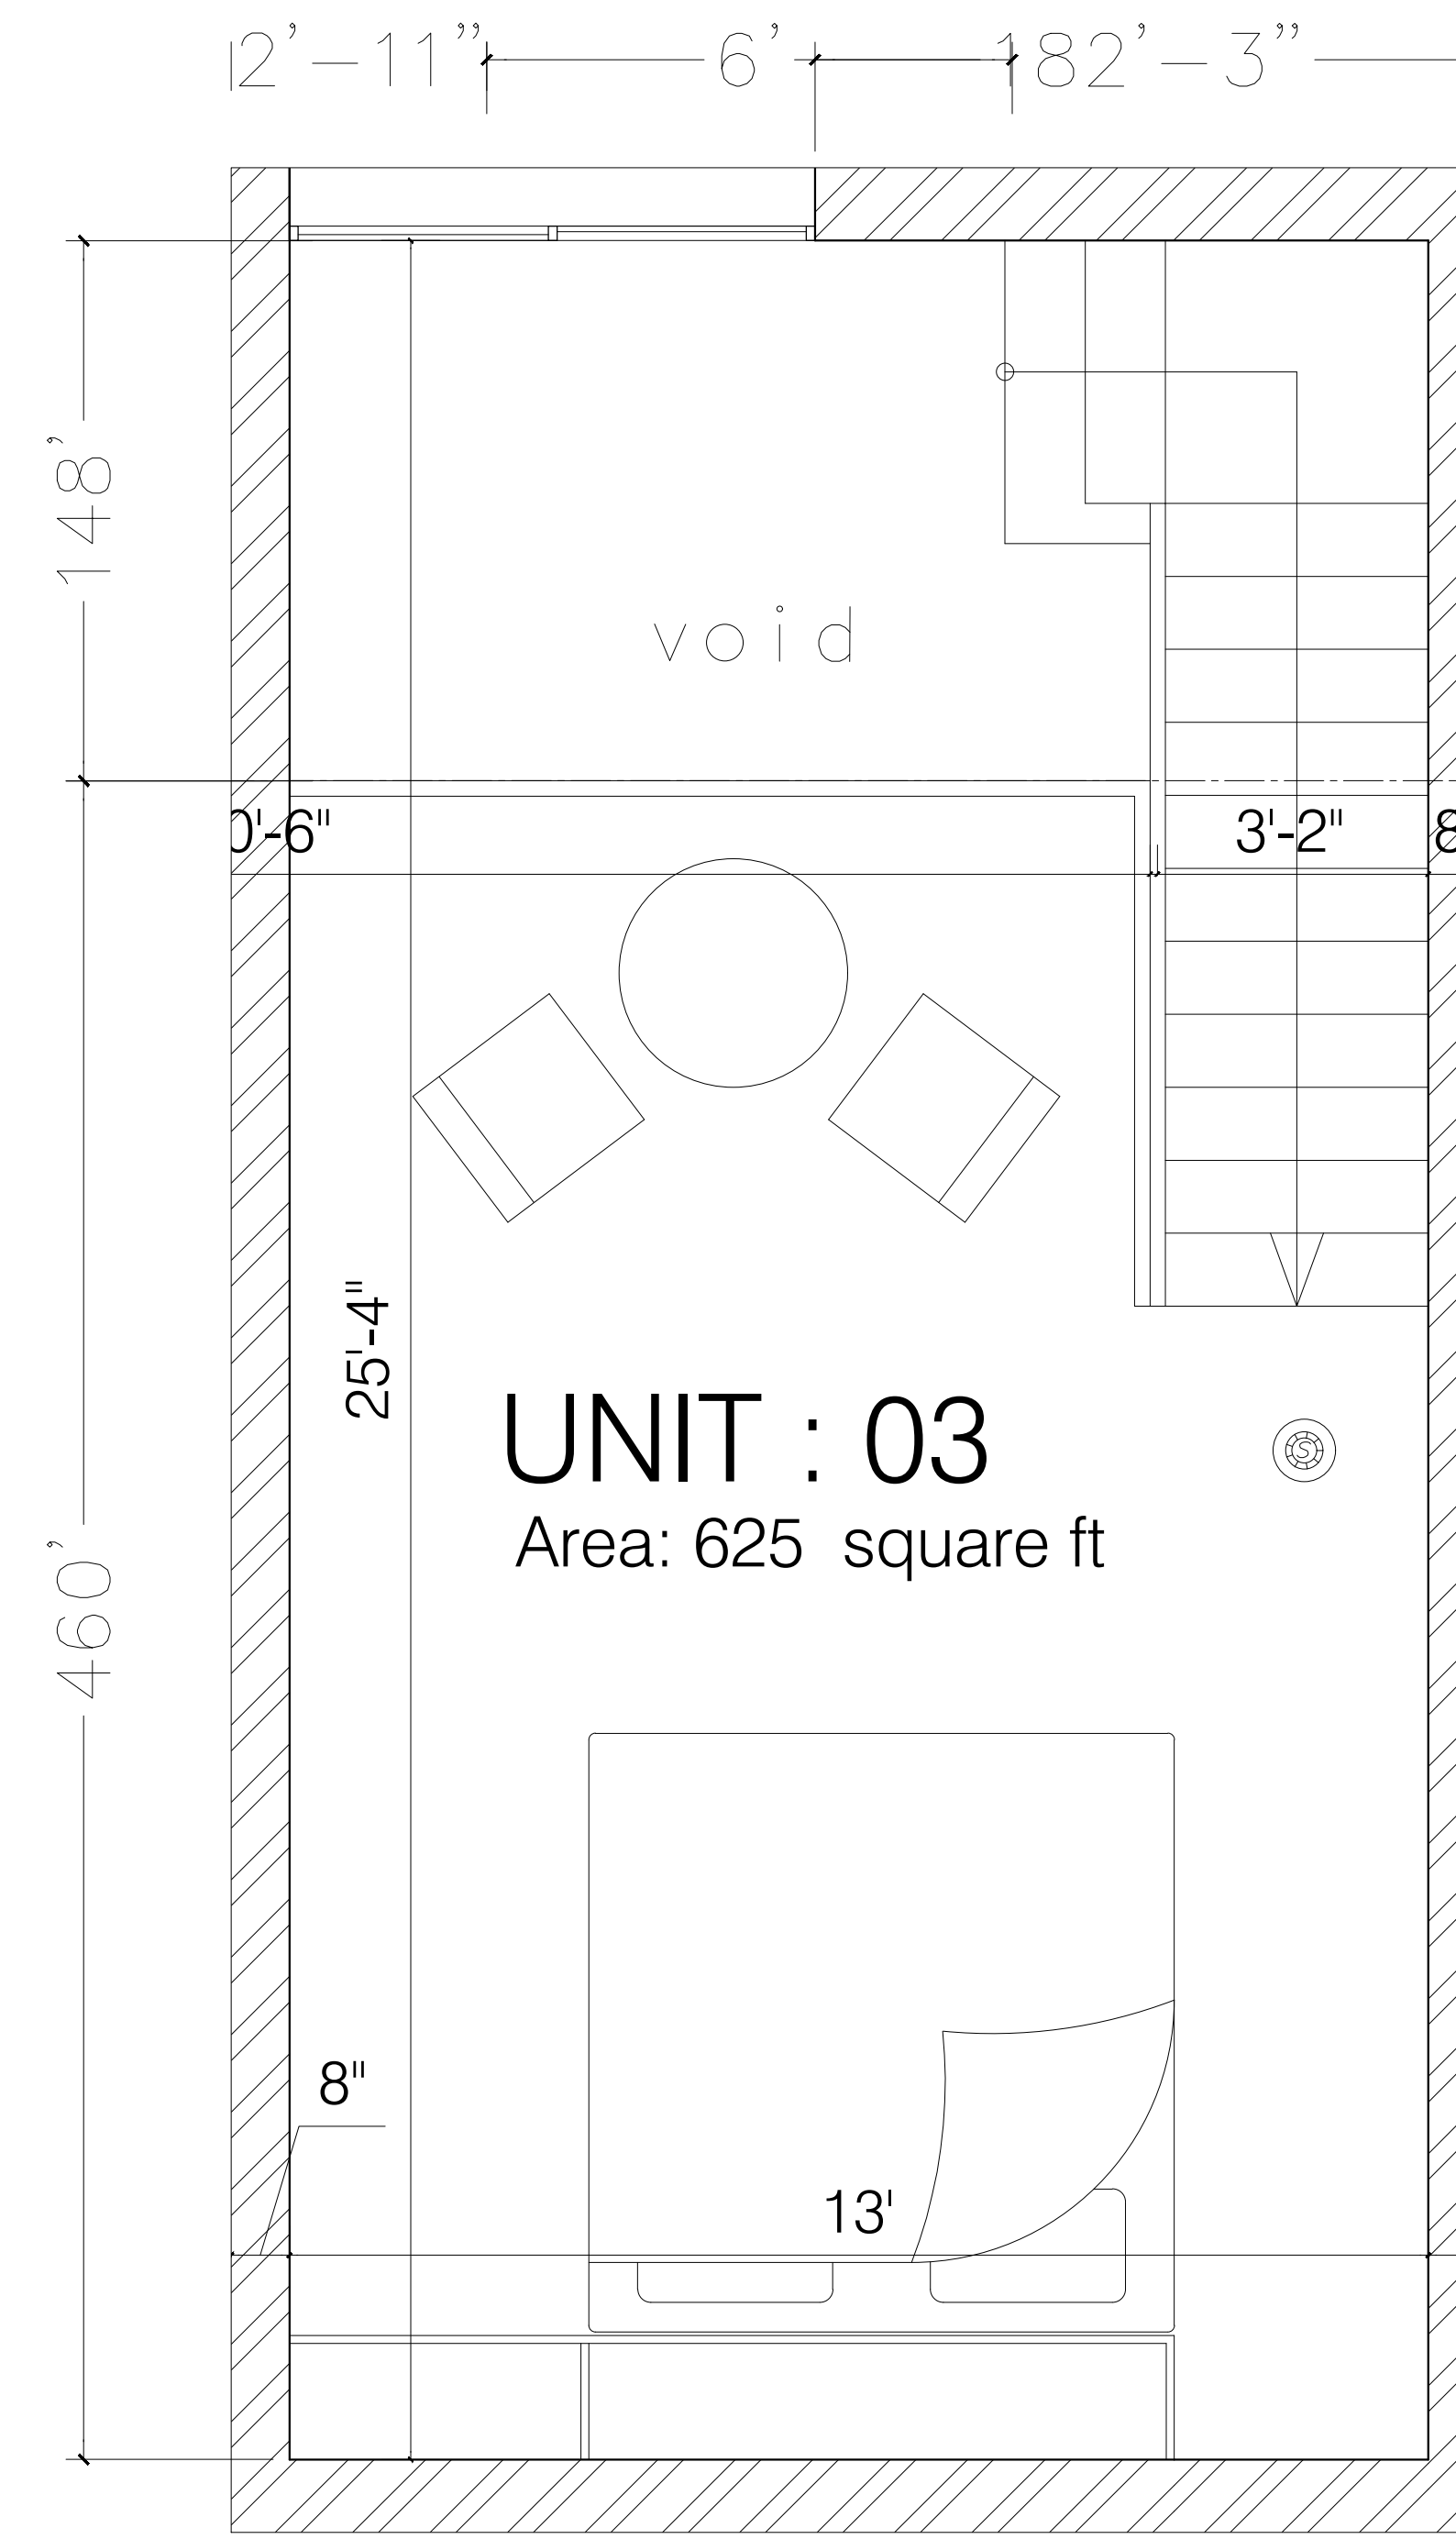 2’-11” 6’ 182’-3”
148’
void
0'-6" 3'-2" 8
25'-4"
UNIT : 03
Area: 625 square ft
S
460’
8"
13'